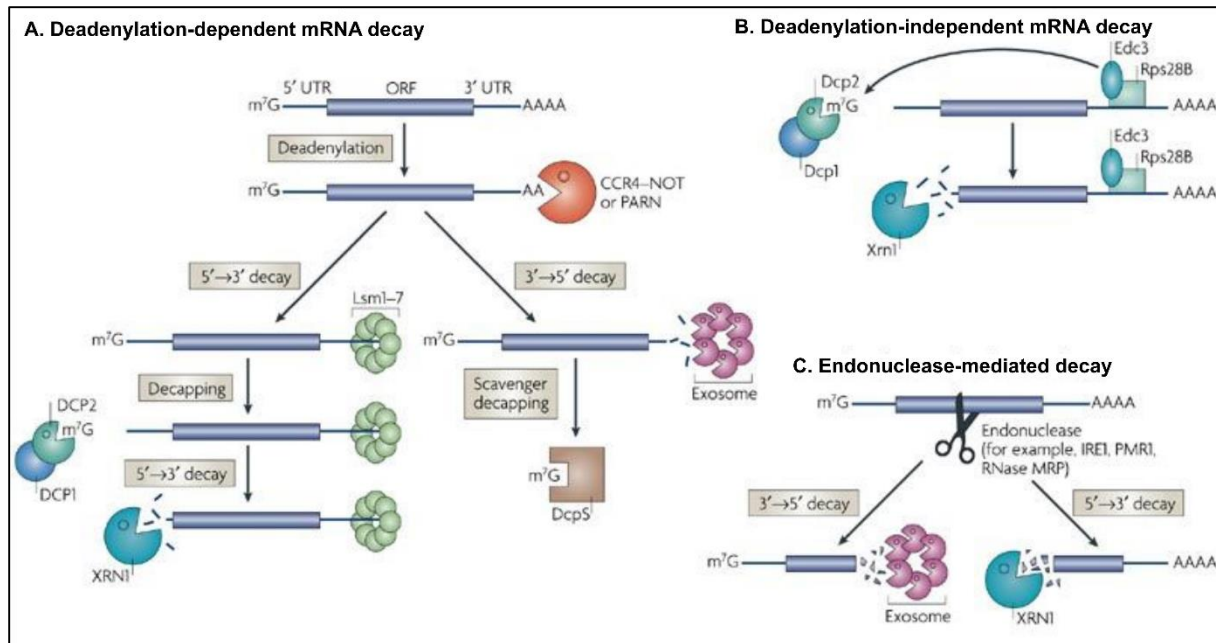 A. Deadenylation-dependent mRNA decay
5′ UTR ORF 3′ UTR
m⁷G AAAA
Deadenylation
m⁷G AA
CCR4–NOT
or PARN
5′→3′ decay
3′→5′ decay
Lsm1–7
m⁷G
m⁷G
Exosome
Decapping
Scavenger
decapping
DCP2
m⁷G
DCP1
5′→3′ decay
m⁷G
DcpS
XRN1
B. Deadenylation-independent mRNA decay
Edc3
Rps28B
Dcp2
m⁷G
AAAA
Dcp1
Edc3
Rps28B
AAAA
Xrn1
C. Endonuclease-mediated decay
m⁷G AAAA
Endonuclease
(for example, IRE1, PMR1,
RNase MRP)
3′→5′ decay
5′→3′ decay
m⁷G
AAAA
Exosome
XRN1